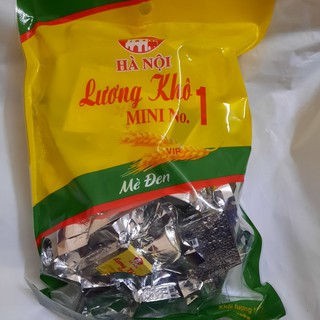 HÀ NỘI
Lương Khô
MINI No. 1
VIP
Mè Đen